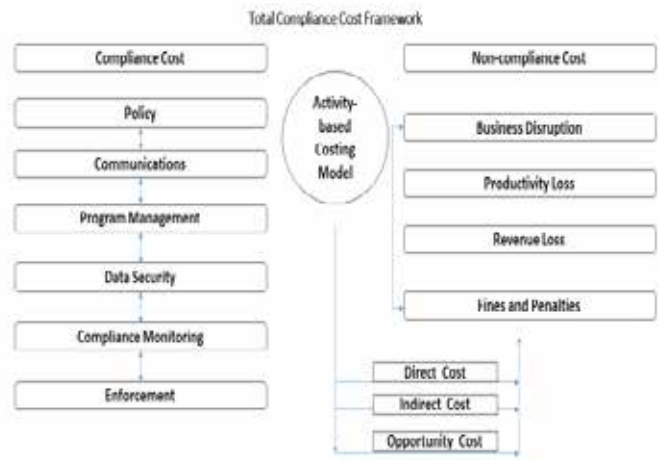 Total Compliance Cost Framework
Compliance Cost
Policy
Communications
Program Management
Data Security
Compliance Monitoring
Enforcement
Activity-
based
Costing
Model
Non-compliance Cost
Business Disruption
Productivity Loss
Revenue Loss
Fines and Penalties
Direct Cost
Indirect Cost
Opportunity Cost